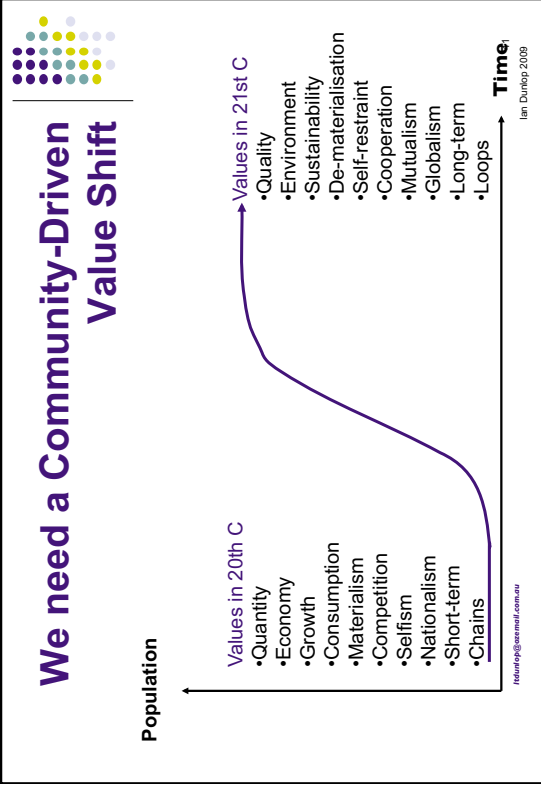 We need a Community-Driven
Value Shift
Population
Values in 20th C
•Quantity
•Economy
•Growth
•Consumption
•Materialism
•Competition
•Selfism
•Nationalism
•Short-term
•Chains
Values in 21st C
•Quality
•Environment
•Sustainability
•De-materialisation
•Self-restraint
•Cooperation
•Mutualism
•Globalism
•Long-term
•Loops
Time
1
itdunlop@ozemail.com.au
Ian Dunlop 2009